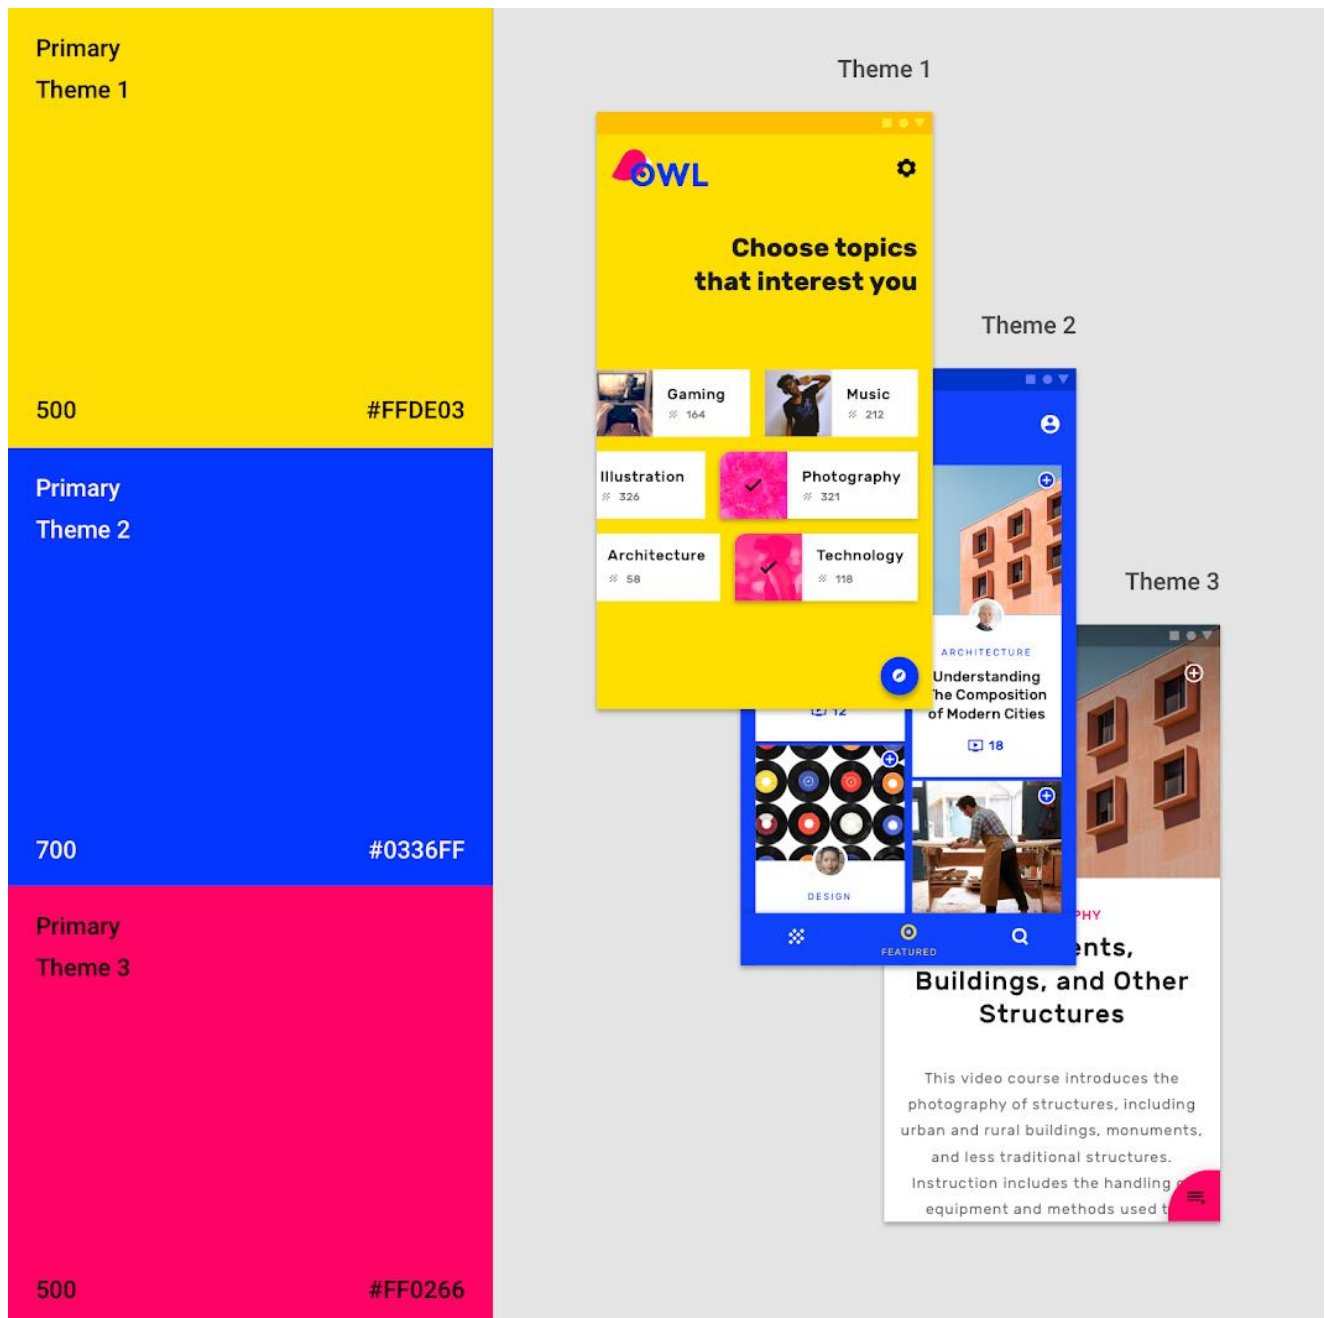 Primary
Theme 1
500
#FFDE03
Primary
Theme 2
700
#0336FF
Primary
Theme 3
500
#FF0266
Theme 1
OWL
Choose topics
that interest you
Gaming
164
Music
212
Illustration
326
Photography
321
Architecture
58
Technology
118
Theme 2
ARCHITECTURE
Understanding
The Composition
of Modern Cities
18
12
DESIGN
FEATURED
Theme 3
PHY
ents,
Buildings, and Other
Structures
This video course introduces the
photography of structures, including
urban and rural buildings, monuments,
and less traditional structures.
Instruction includes the handling
equipment and methods used